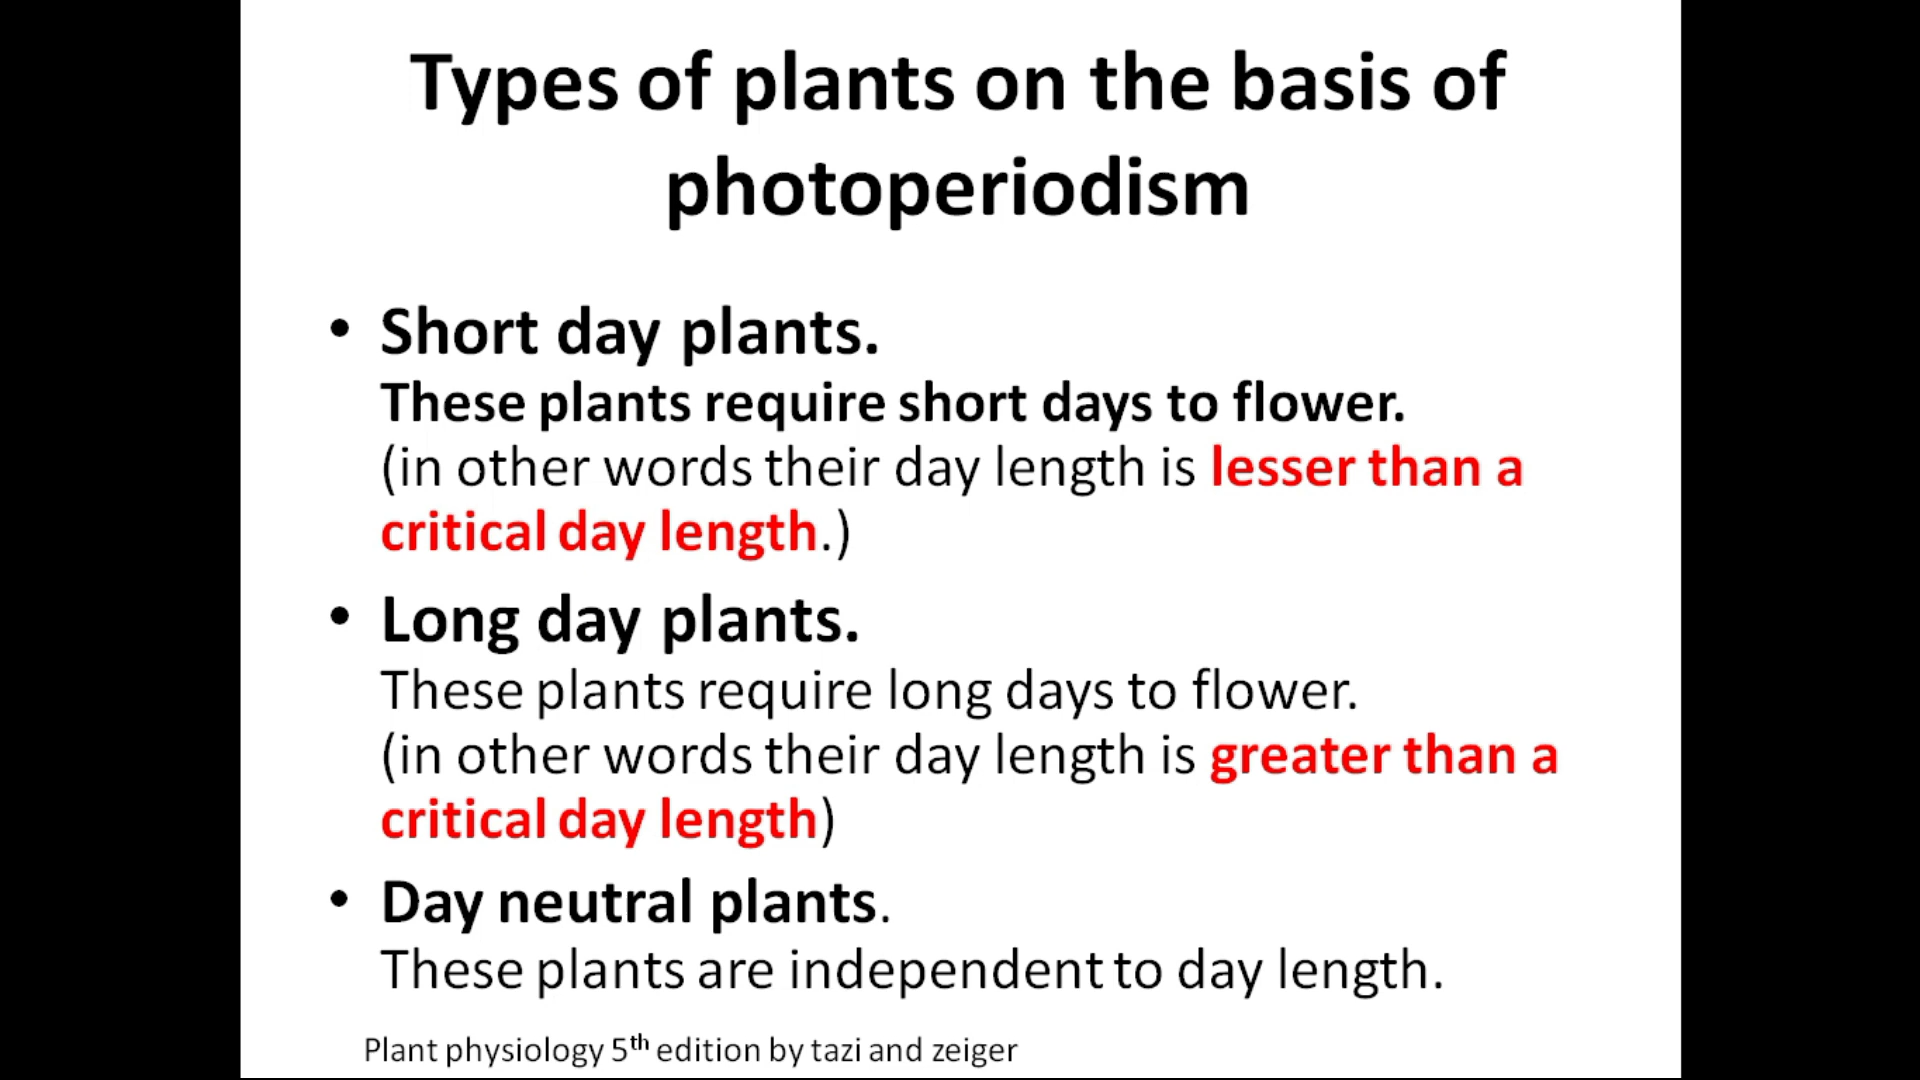 Types of plants on the basis of
photoperiodism
• Short day plants.
These plants require short days to flower.
(in other words their day length is lesser than a
critical day length.)
• Long day plants.
These plants require long days to flower.
(in other words their day length is greater than a
critical day length)
• Day neutral plants.
These plants are independent to day length.
Plant physiology 5th edition by tazi and zeiger